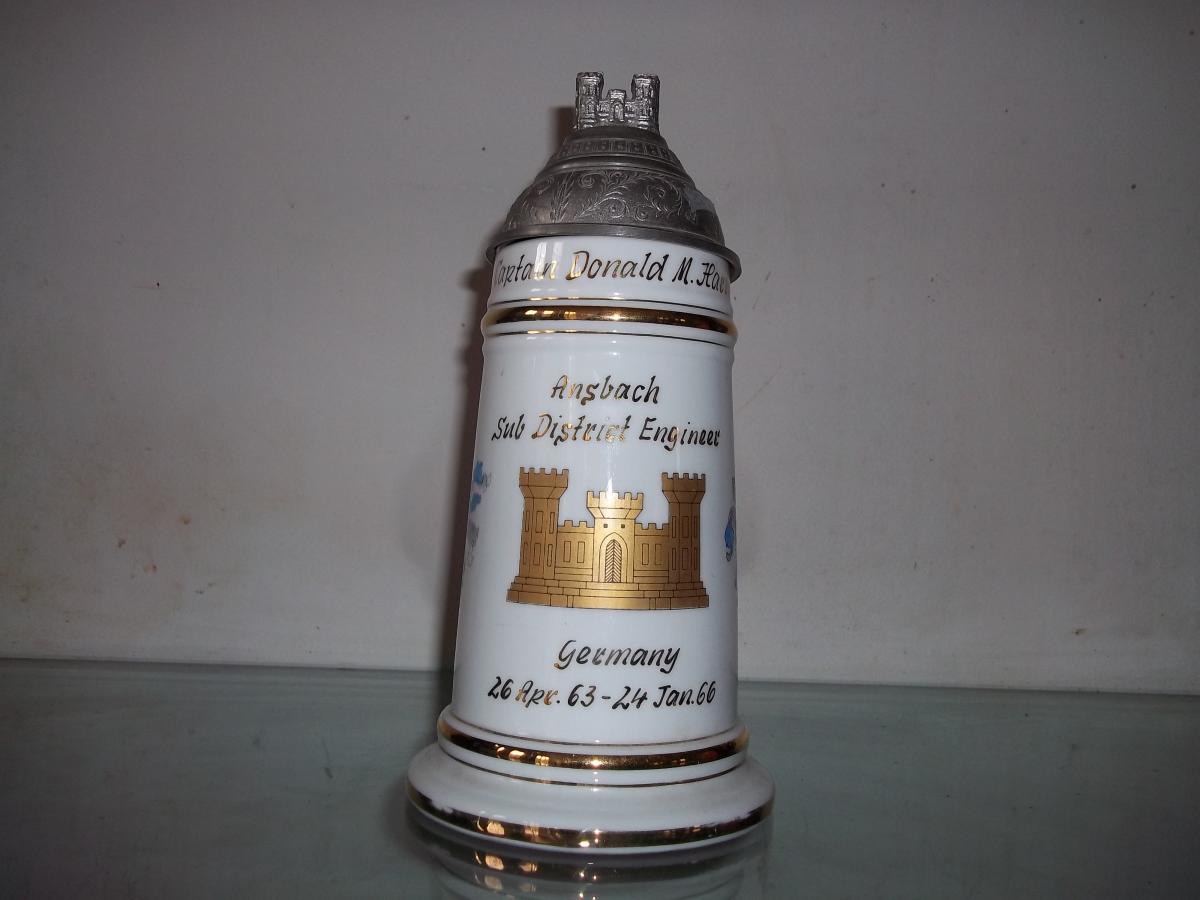 Captain Donald M.
Ansbach
Sub District Engineer
Germany
26 Apr. 63-24 Jan. 66